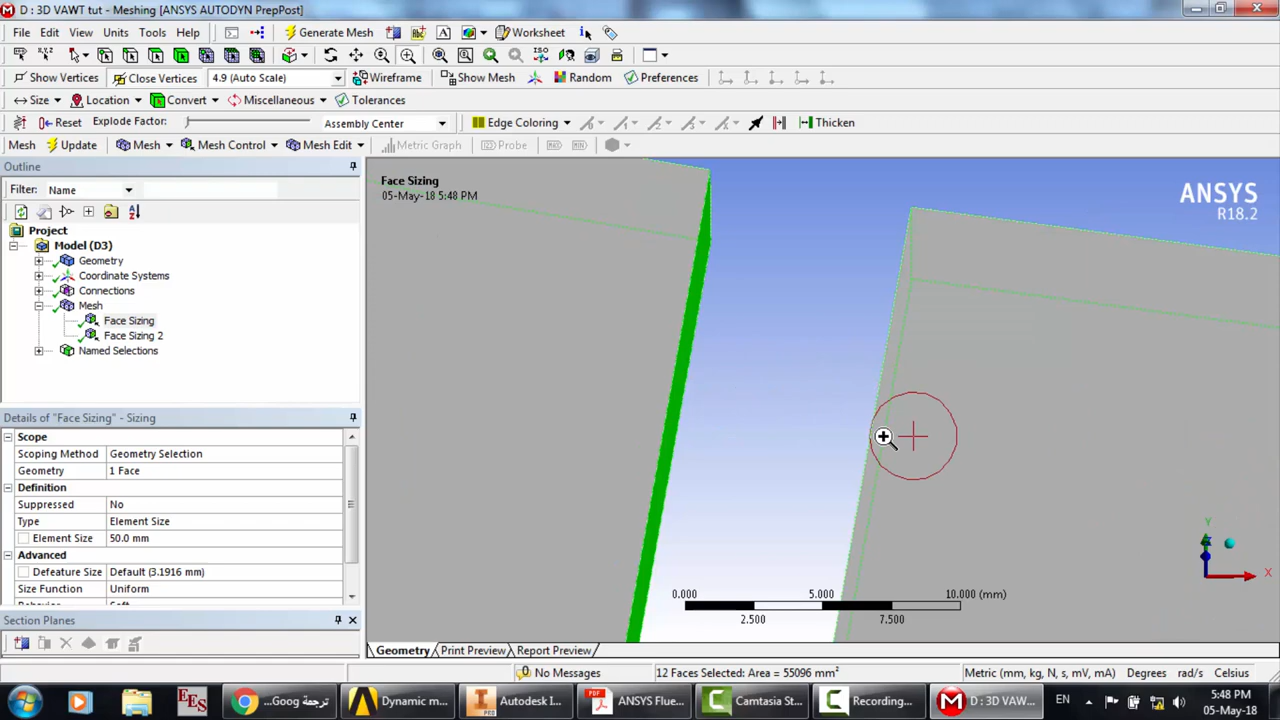 D : 3D VAWT tut - Meshing [ANSYS AUTODYN PrepPost]
File Edit View Units Tools Help Generate Mesh Worksheet
Show Vertices Close Vertices 4.9 (Auto Scale) Wireframe Show Mesh Random Preferences
Size Location Convert Miscellaneous Tolerances
Reset Explode Factor: Assembly Center Edge Coloring Thicken
Mesh Update Mesh Mesh Control Mesh Edit Metric Graph Probe
Outline
Filter: Name
Project
Model (D3)
Geometry
Coordinate Systems
Connections
Mesh
Face Sizing
Face Sizing 2
Named Selections
Details of "Face Sizing" - Sizing
Scope
Scoping Method Geometry Selection
Geometry 1 Face
Definition
Suppressed No
Type Element Size
Element Size 50.0 mm
Advanced
Defeature Size Default (3.1916 mm)
Size Function Uniform
Section Planes
Face Sizing
05-May-18 5:48 PM
ANSYS
R18.2
Y
X
0.000 5.000 10.000 (mm)
2.500 7.500
Geometry Print Preview Report Preview
No Messages 12 Faces Selected: Area = 55096 mm² Metric (mm, kg, N, s, mV, mA) Degrees rad/s Celsius
EES ...ترجمة Goog Dynamic m... Autodesk I... ANSYS Flue... Camtasia St... Recording... D : 3D VAW... EN 5:48 PM
05-May-18